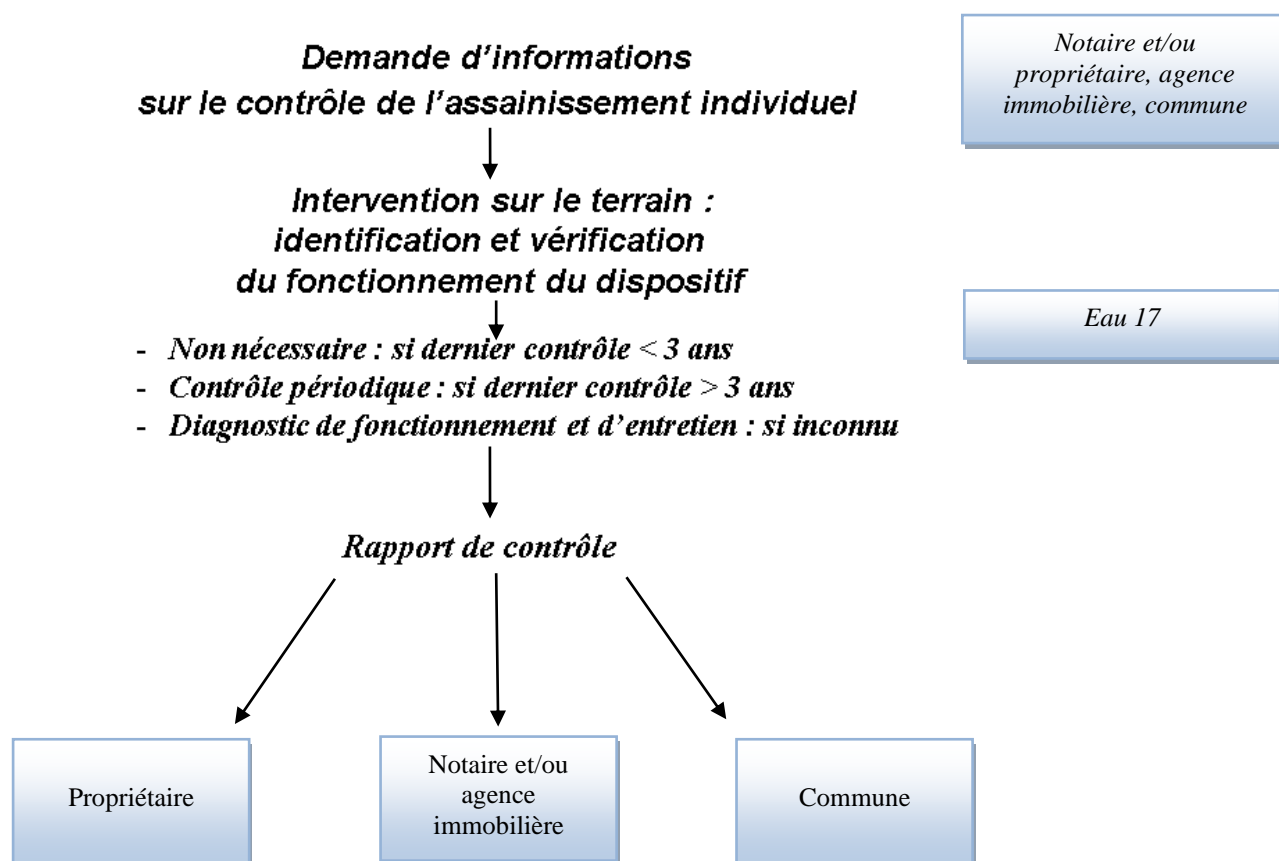 Demande d'informations
sur le contrôle de l'assainissement individuel
Notaire et/ou
propriétaire, agence
immobilière, commune
Intervention sur le terrain :
identification et vérification
du fonctionnement du dispositif
Eau 17
- Non nécessaire : si dernier contrôle < 3 ans
- Contrôle périodique : si dernier contrôle > 3 ans
- Diagnostic de fonctionnement et d'entretien : si inconnu
Rapport de contrôle
Propriétaire
Notaire et/ou
agence
immobilière
Commune